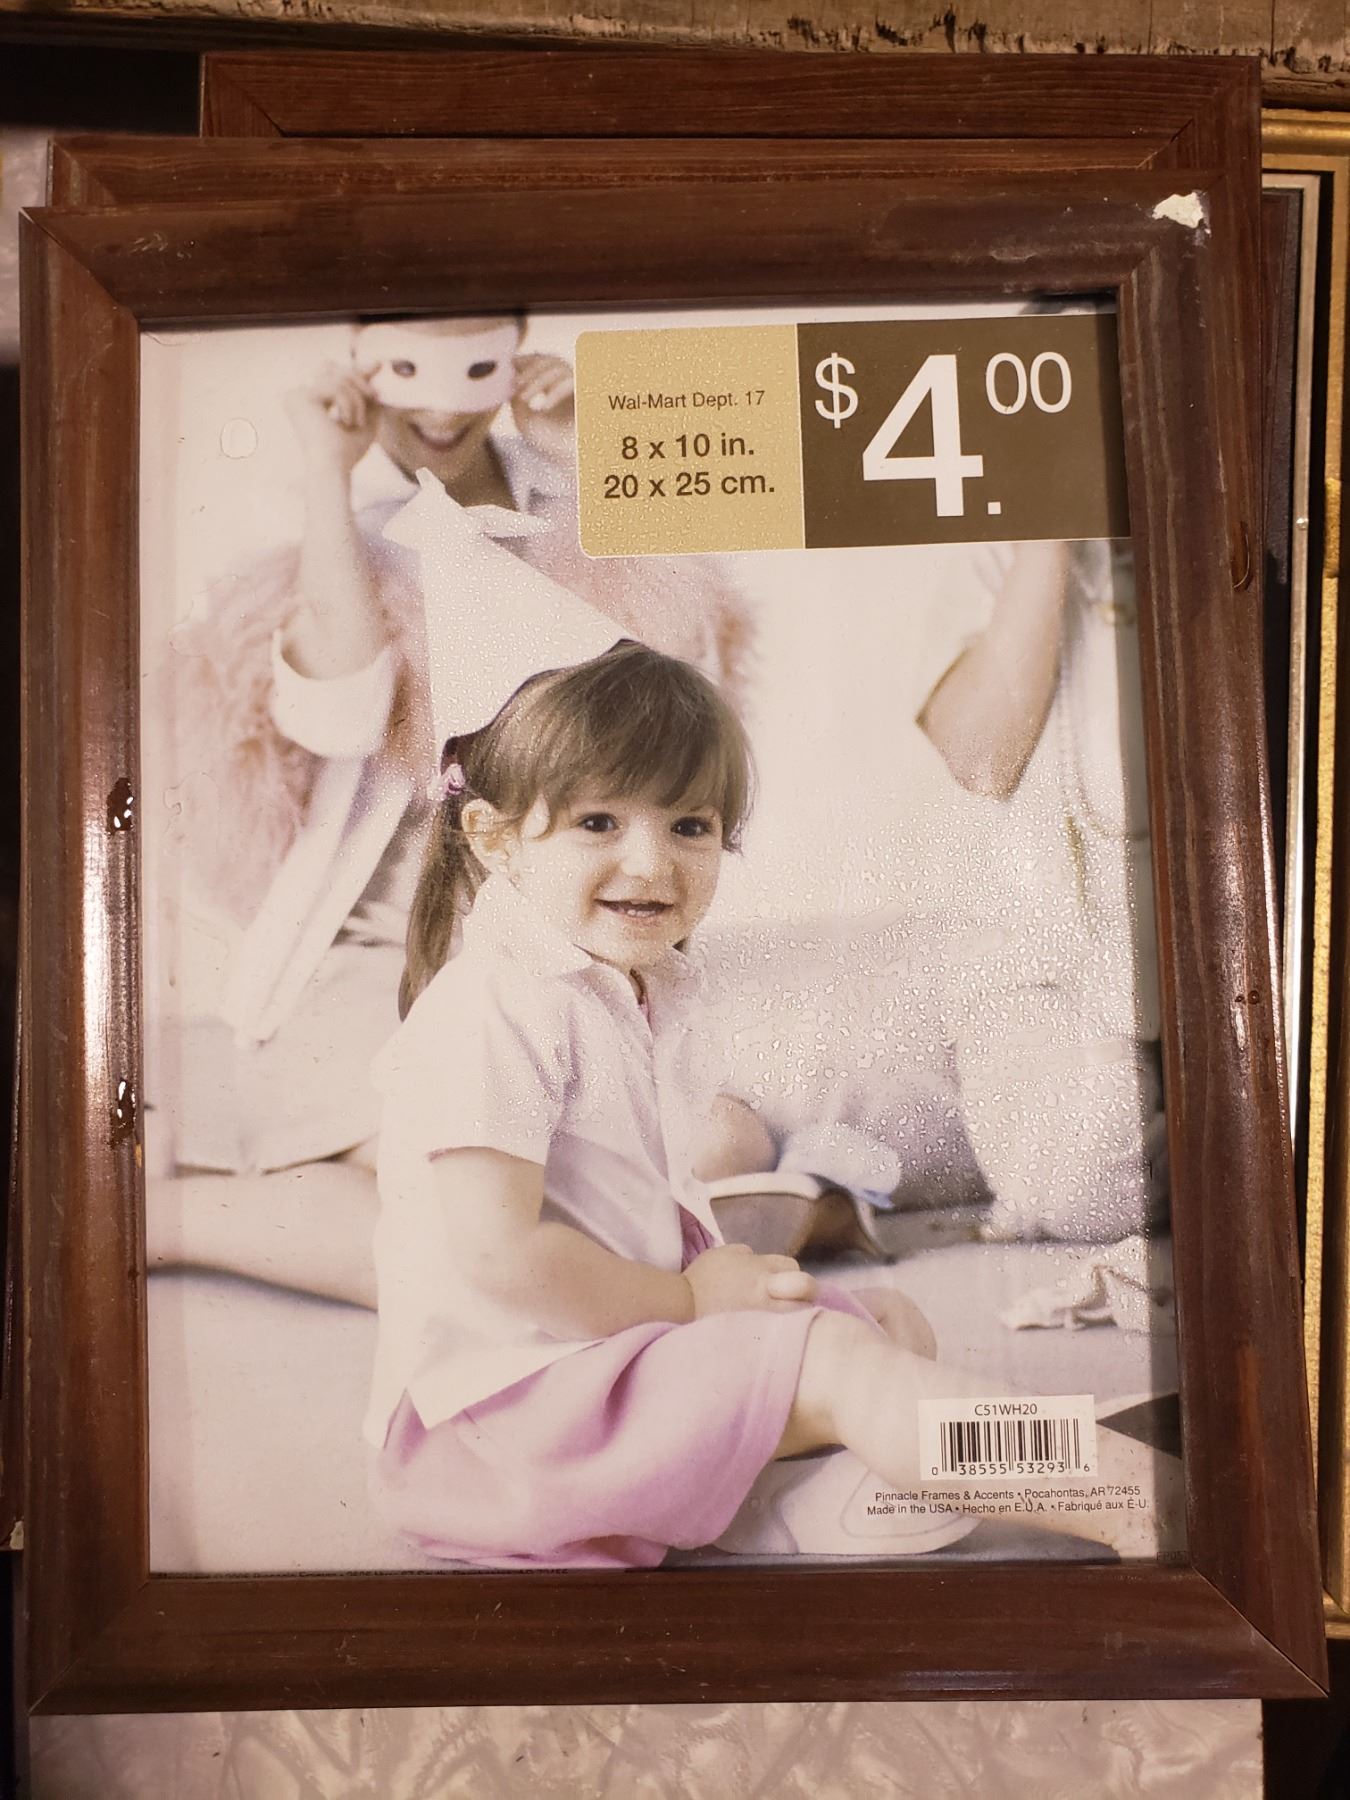 Wal-Mart Dept. 17
8 x 10 in.
20 x 25 cm.
$4.00
C51WH20
0 38555 53293 6
Pinnacle Frames & Accents • Pocahontas, AR 72455
Made in the USA • Hecho en E.U.A. • Fabriqué aux É-U.